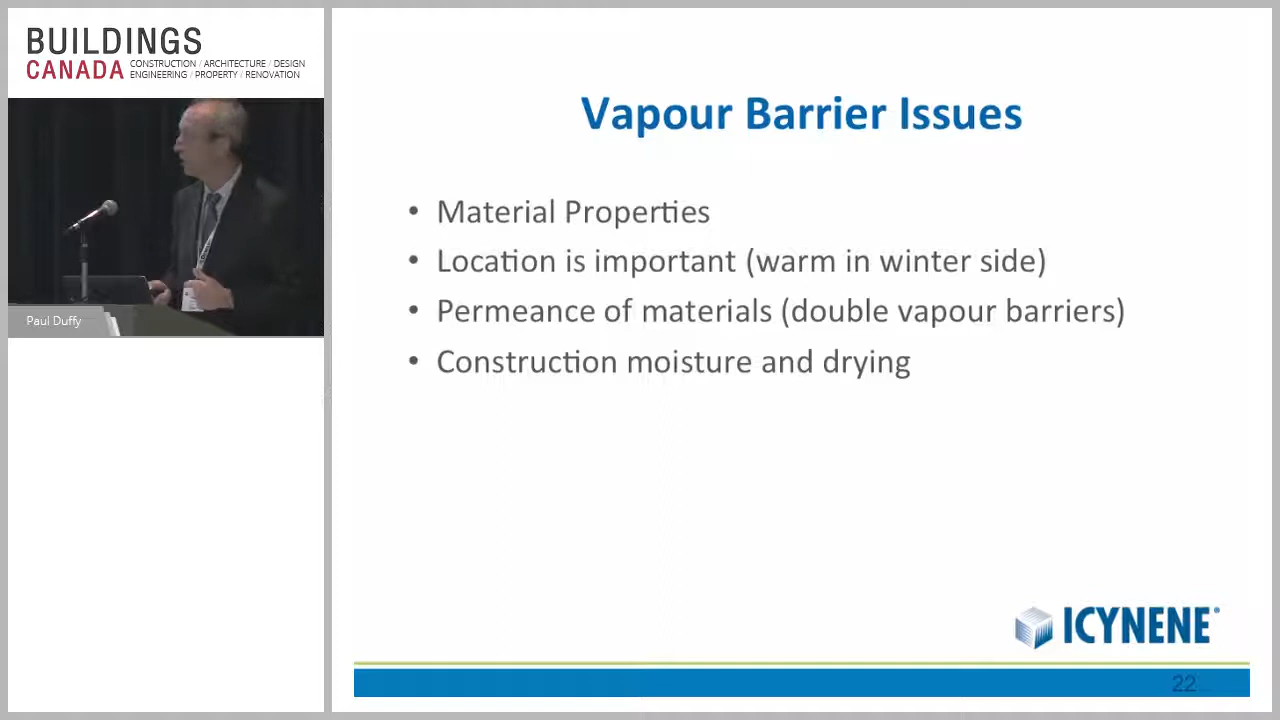 BUILDINGS
CANADA
CONSTRUCTION / ARCHITECTURE / DESIGN
ENGINEERING / PROPERTY / RENOVATION
Paul Duffy
Vapour Barrier Issues
• Material Properties
• Location is important (warm in winter side)
• Permeance of materials (double vapour barriers)
• Construction moisture and drying
ICYNENE®
22